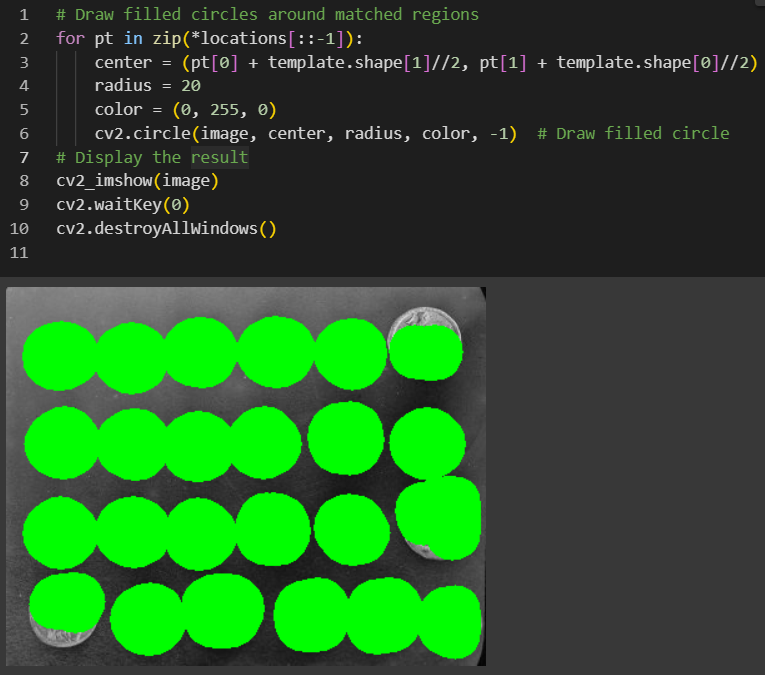 1 # Draw filled circles around matched regions
2 for pt in zip(*locations[::-1]):
3     center = (pt[0] + template.shape[1]//2, pt[1] + template.shape[0]//2)
4     radius = 20
5     color = (0, 255, 0)
6     cv2.circle(image, center, radius, color, -1)  # Draw filled circle
7 # Display the result
8 cv2_imshow(image)
9 cv2.waitKey(0)
10 cv2.destroyAllWindows()
11